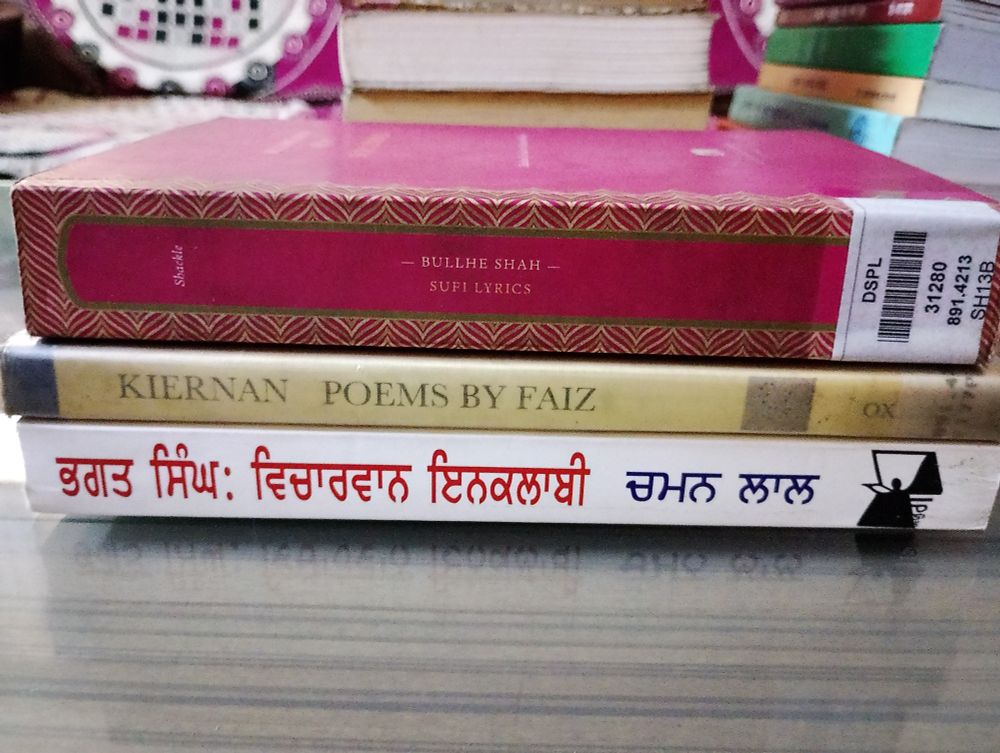 Shackle
— BULLHE SHAH —
SUFI LYRICS
DSPL
31280
891.4213
SH13B
KIERNAN POEMS BY FAIZ
OX
ਭਗਤ ਸਿੰਘ: ਵਿਚਾਰਵਾਨ ਇਨਕਲਾਬੀ ਚਮਨ ਲਾਲ